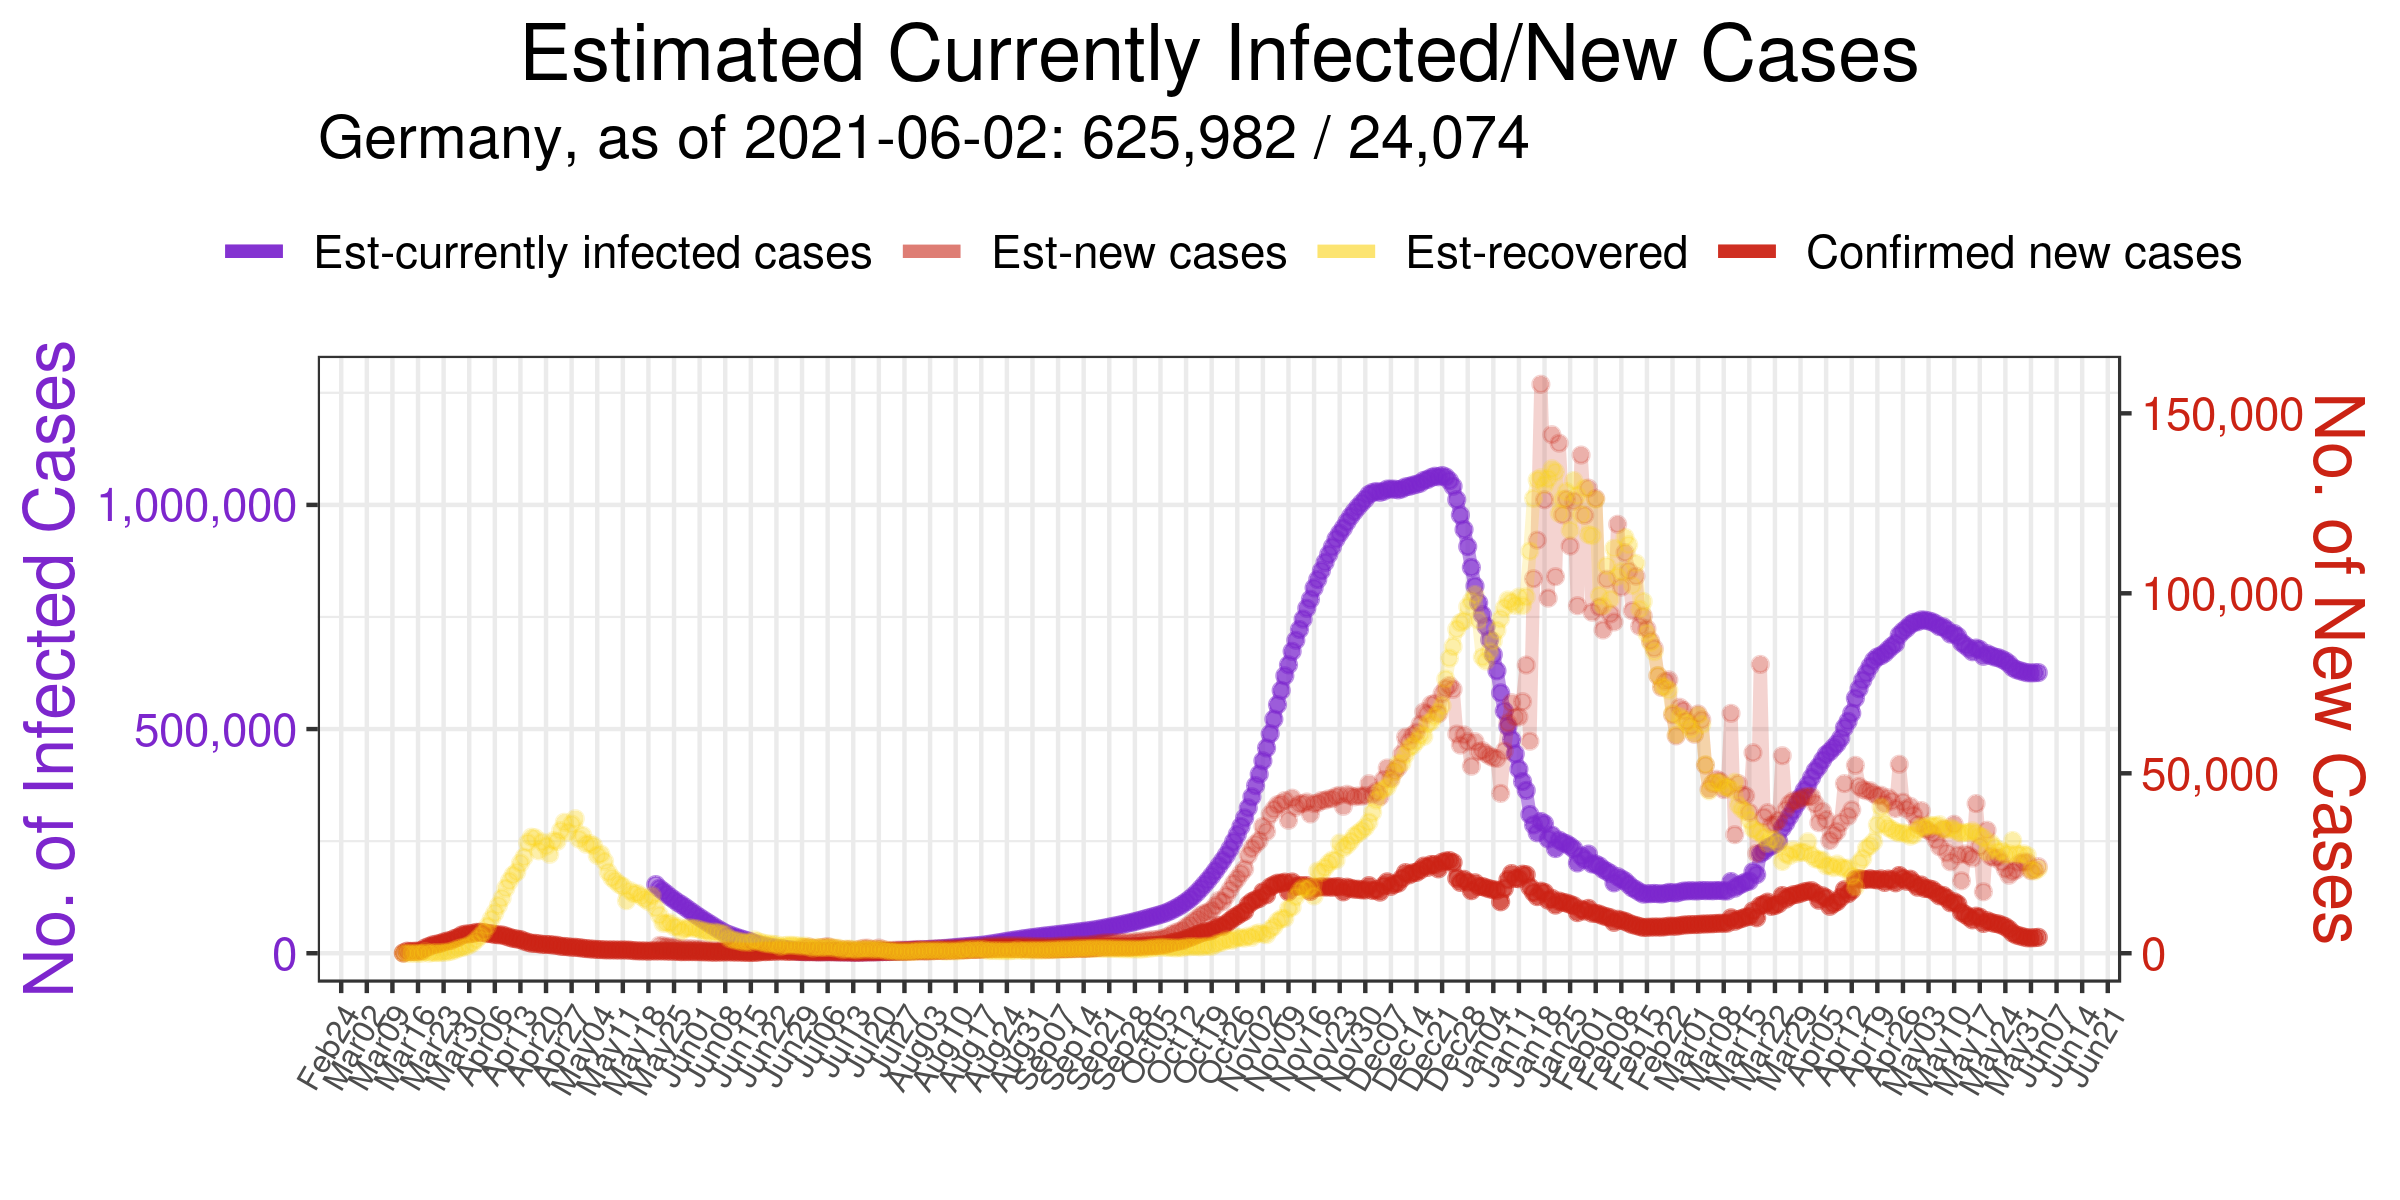 Estimated Currently Infected/New Cases
Germany, as of 2021-06-02: 625,982 / 24,074
Est-currently infected cases Est-new cases Est-recovered Confirmed new cases
No. of Infected Cases
1,000,000
500,000
0
150,000
100,000
50,000
0
No. of New Cases
Feb24
Mar02
Mar09
Mar16
Mar23
Mar30
Apr06
Apr13
Apr20
Apr27
May04
May11
May18
May25
Jun01
Jun08
Jun15
Jun22
Jun29
Jul06
Jul13
Jul20
Jul27
Aug03
Aug10
Aug17
Aug24
Aug31
Sep07
Sep14
Sep21
Sep28
Oct05
Oct12
Oct19
Oct26
Nov02
Nov09
Nov16
Nov23
Nov30
Dec07
Dec14
Dec21
Dec28
Jan04
Jan11
Jan18
Jan25
Feb01
Feb08
Feb15
Feb22
Mar01
Mar08
Mar15
Mar22
Mar29
Apr05
Apr12
Apr19
Apr26
May03
May10
May17
May24
May31
Jun07
Jun14
Jun21